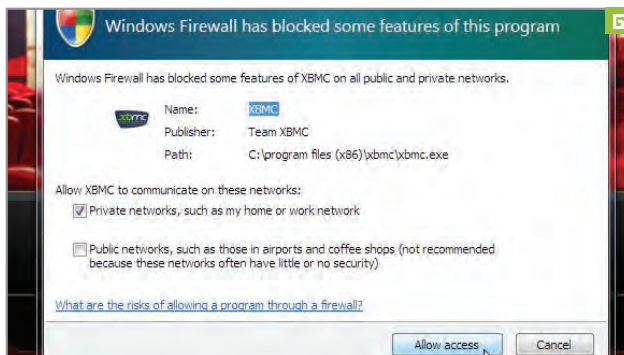 Windows Firewall has blocked some features of this program
Windows Firewall has blocked some features of XBMC on all public and private networks.
xbmc
Name: XBMC
Publisher: Team XBMC
Path: C:\program files (x86)\xbmc\xbmc.exe
Allow XBMC to communicate on these networks:
Private networks, such as my home or work network
Public networks, such as those in airports and coffee shops (not recommended
because these networks often have little or no security)
What are the risks of allowing a program through a firewall?
Allow access Cancel